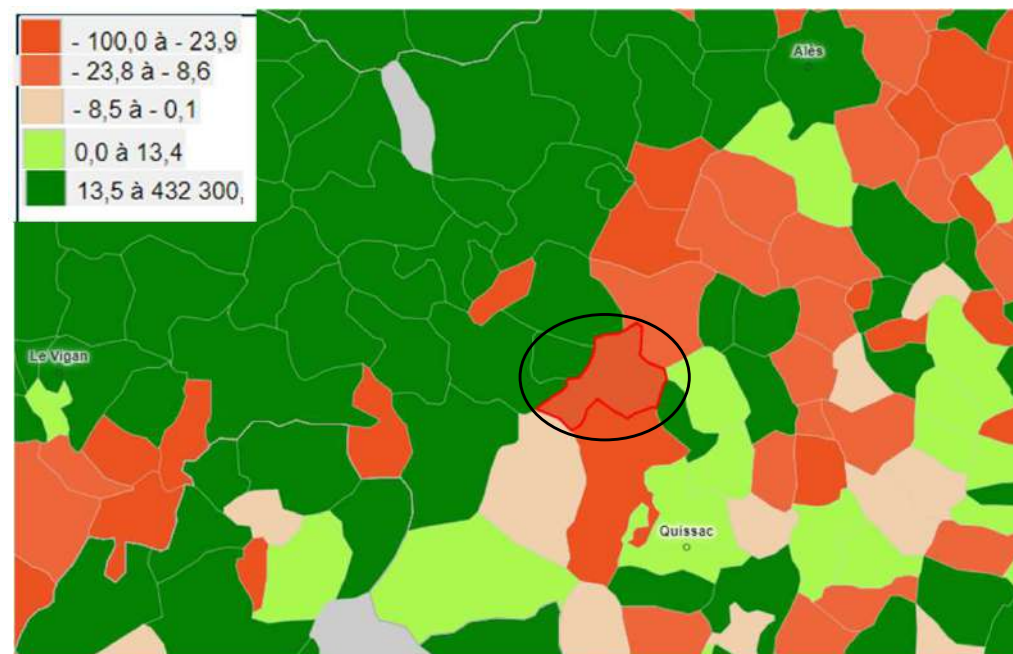 - 100,0 à - 23,9
- 23,8 à - 8,6
- 8,5 à - 0,1
0,0 à 13,4
13,5 à 432 300,
Alès
Le Vigan
Quissac